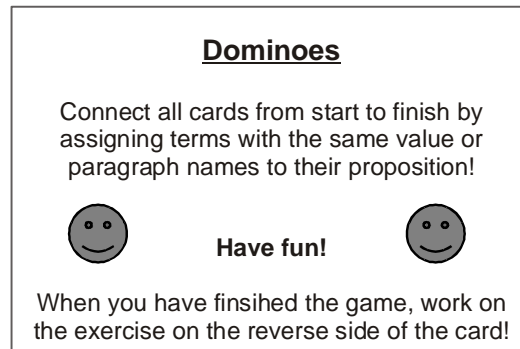 Dominoes
Connect all cards from start to finish by
assigning terms with the same value or
paragraph names to their proposition!
Have fun!
When you have finsihed the game, work on
the exercise on the reverse side of the card!